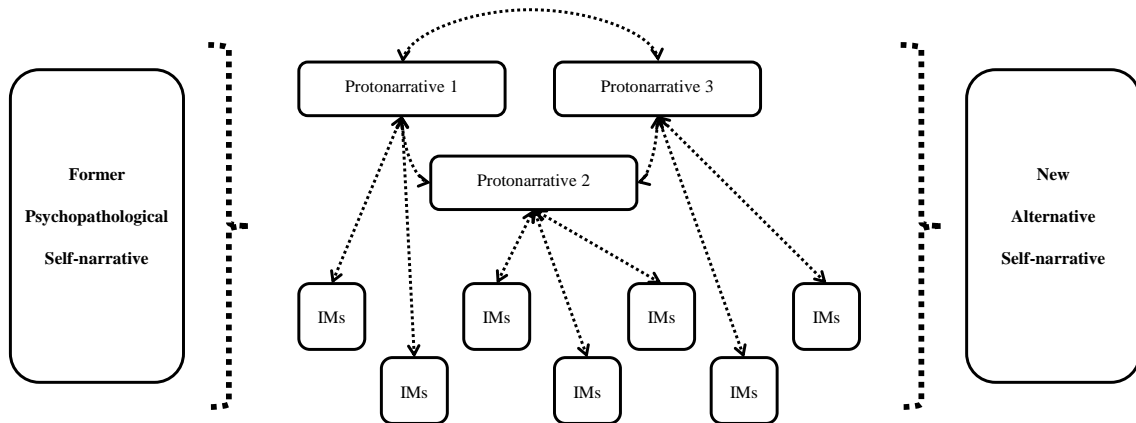 Protonarrative 1
Protonarrative 3
Protonarrative 2
Former
Psychopathological
Self-narrative
New
Alternative
Self-narrative
IMs
IMs
IMs
IMs
IMs
IMs
IMs